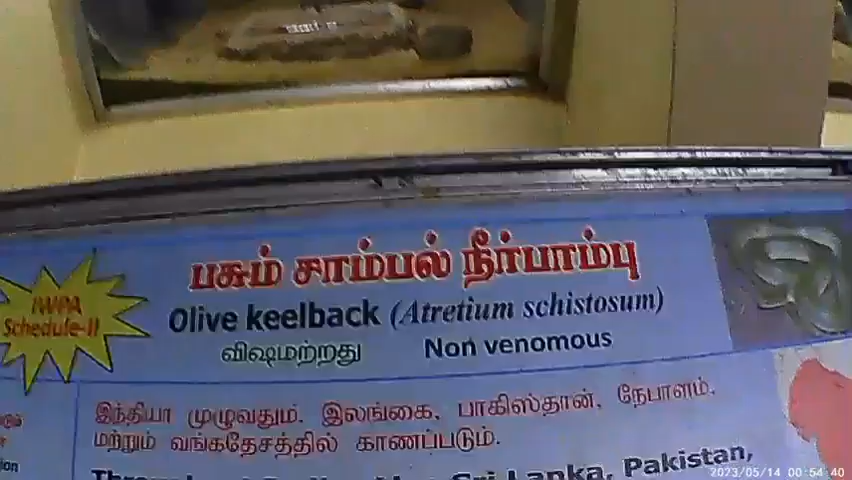 பசும் சாம்பல் நீர்பாம்பு
IWPA
Schedule-II
Olive keelback (Atretium schistosum)
விஷமற்றது Non venomous
இந்தியா முழுவதும், இலங்கை, பாகிஸ்தான், நேபாளம்,
மற்றும் வங்கதேசத்தில் காணப்படும்.
Sri Lanka, Pakistan,
2023/05/14 00:54:40